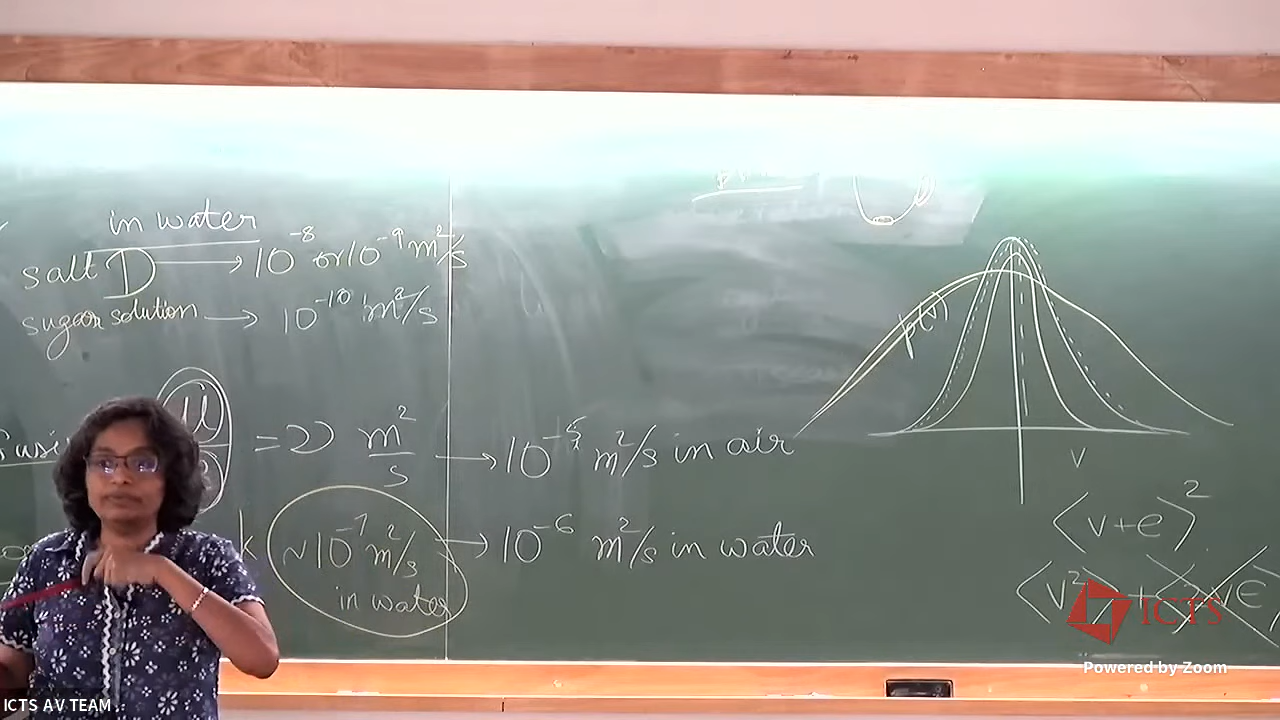 in water
salt D → 10⁻⁸ or 10⁻⁹ m²/s
sugar solution → 10⁻¹⁰ m²/s
= ν m²/s → 10⁻⁵ m²/s in air
k ~10⁻⁷ m²/s in water → 10⁻⁶ m²/s in water
p(v)
v
⟨v+e⟩²
⟨v²⟩ +
ICTS
Powered by Zoom
ICTS AV TEAM